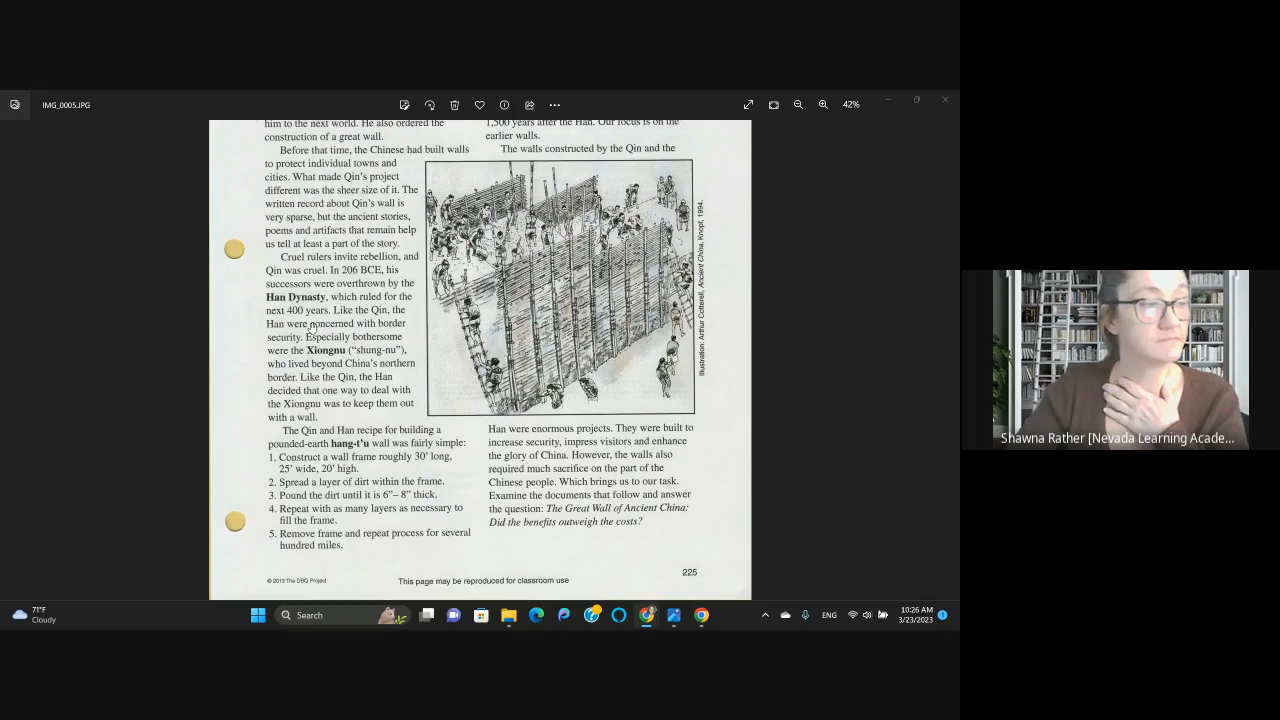 IMG_0005.JPG
42%
him to the next world. He also ordered the
construction of a great wall.
Before that time, the Chinese had built walls
to protect individual towns and
cities. What made Qin's project
different was the sheer size of it. The
written record about Qin's wall is
very sparse, but the ancient stories,
poems and artifacts that remain help
us tell at least a part of the story.
Cruel rulers invite rebellion, and
Qin was cruel. In 206 BCE, his
successors were overthrown by the
Han Dynasty, which ruled for the
next 400 years. Like the Qin, the
Han were concerned with border
security. Especially bothersome
were the Xiongnu ("shung-nu"),
who lived beyond China's northern
border. Like the Qin, the Han
decided that one way to deal with
the Xiongnu was to keep them out
with a wall.
The Qin and Han recipe for building a
pounded-earth hang-t'u wall was fairly simple:
1. Construct a wall frame roughly 30' long,
25' wide, 20' high.
2. Spread a layer of dirt within the frame.
3. Pound the dirt until it is 6"– 8" thick.
4. Repeat with as many layers as necessary to
fill the frame.
5. Remove frame and repeat process for several
hundred miles.
1,500 years after the Han. Our focus is on the
earlier walls.
The walls constructed by the Qin and the
Illustration: Arthur Cotterell, Ancient China, Knopf, 1994.
Han were enormous projects. They were built to
increase security, impress visitors and enhance
the glory of China. However, the walls also
required much sacrifice on the part of the
Chinese people. Which brings us to our task.
Examine the documents that follow and answer
the question: The Great Wall of Ancient China:
Did the benefits outweigh the costs?
225
© 2013 The DBQ Project
This page may be reproduced for classroom use
Shawna Rather [Nevada Learning Acade...
71°F
Cloudy
Search
ENG
10:26 AM
3/23/2023
1